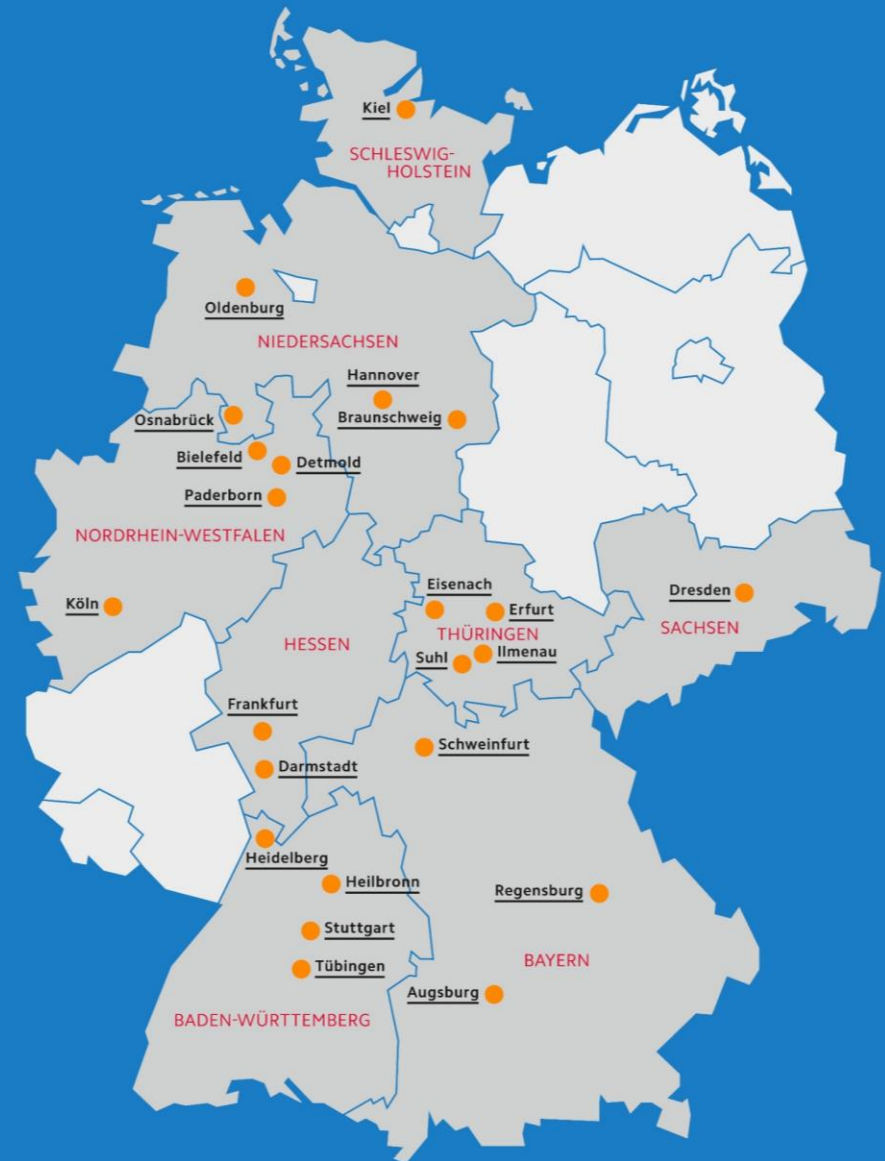 Kiel
SCHLESWIG-
HOLSTEIN
Oldenburg
NIEDERSACHSEN
Hannover
Osnabrück
Braunschweig
Bielefeld
Detmold
Paderborn
NORDRHEIN-WESTFALEN
Eisenach
Dresden
Köln
Erfurt
THÜRINGEN
SACHSEN
HESSEN
Ilmenau
Suhl
Frankfurt
Schweinfurt
Darmstadt
Heidelberg
Heilbronn
Regensburg
Stuttgart
BAYERN
Tübingen
Augsburg
BADEN-WÜRTTEMBERG